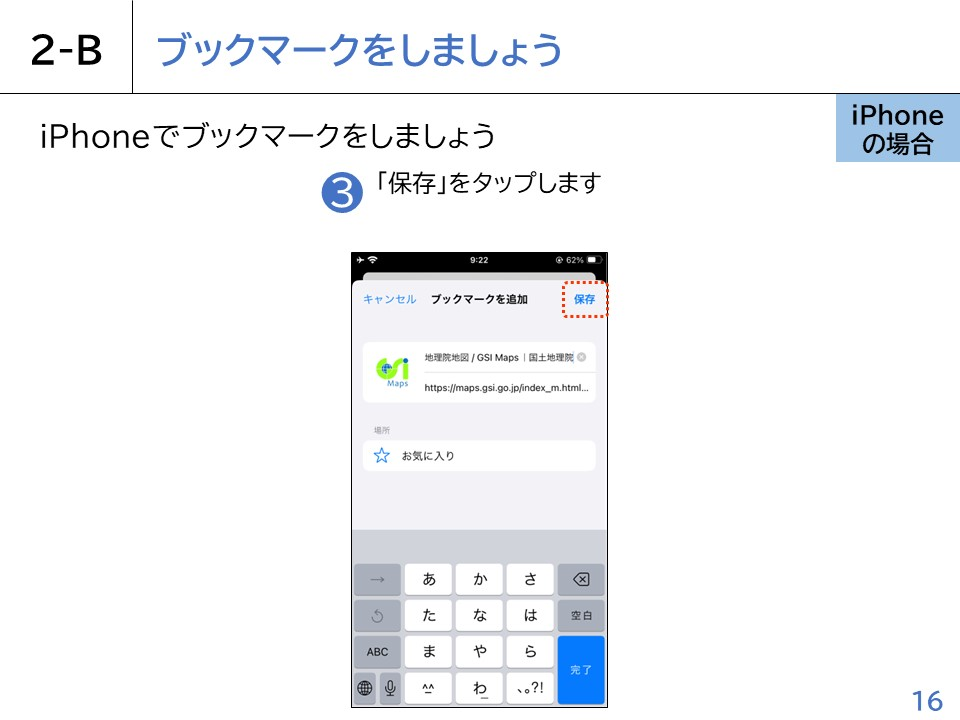 2-B
ブックマークをしましょう
iPhoneでブックマークをしましょう
iPhone
の場合
3
「保存」をタップします
9:22
62%
キャンセル ブックマークを追加 保存
GSi
Maps
地理院地図 / GSI Maps｜国土地理院
https://maps.gsi.go.jp/index_m.html...
場所
お気に入り
→ あ か さ
た な は 空白
ABC ま や ら
完了
^^ わ_ 、。?!
16